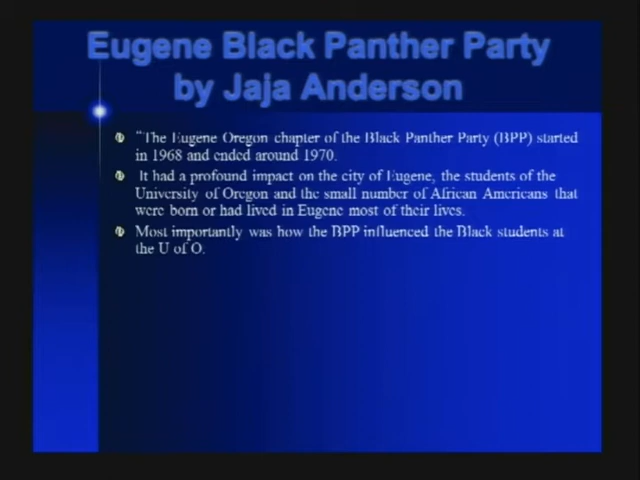 Eugene Black Panther Party
by Jaja Anderson
“The Eugene Oregon chapter of the Black Panther Party (BPP) started
in 1968 and ended around 1970.
It had a profound impact on the city of Eugene, the students of the
University of Oregon and the small number of African Americans that
were born or had lived in Eugene most of their lives.
Most importantly was how the BPP influenced the Black students at
the U of O.